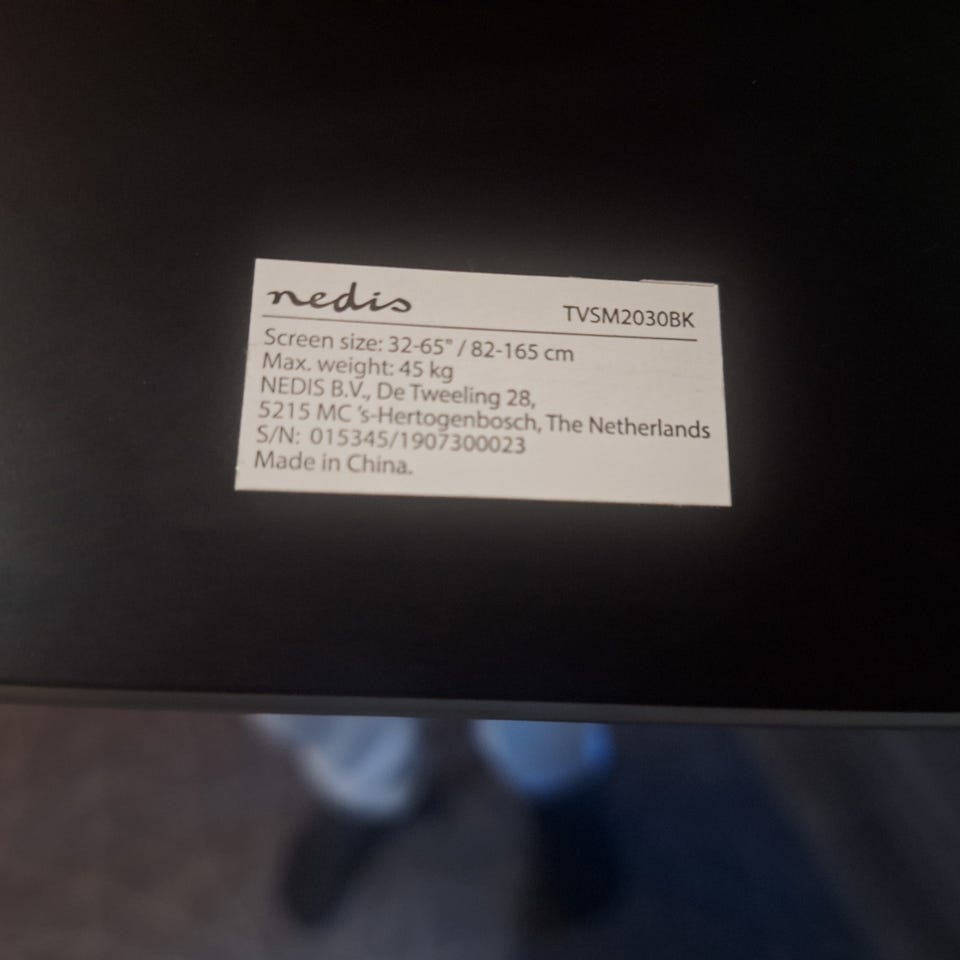 nedis
TVSM2030BK
Screen size: 32-65" / 82-165 cm
Max. weight: 45 kg
NEDIS B.V., De Tweeling 28,
5215 MC 's-Hertogenbosch, The Netherlands
S/N: 015345/1907300023
Made in China.